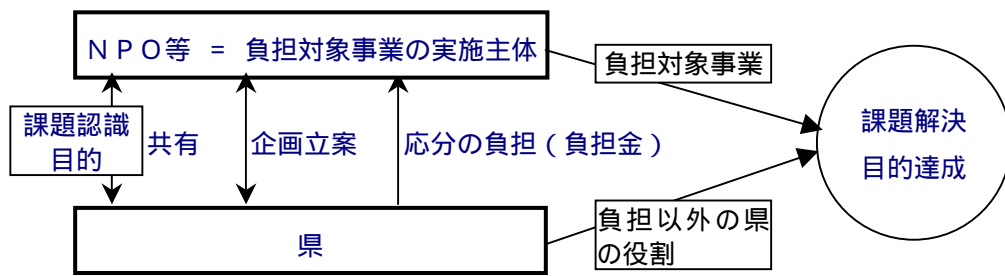 NPO等 = 負担対象事業の実施主体
負担対象事業
課題認識
目的
共有
企画立案
応分の負担(負担金)
課題解決
目的達成
県
負担以外の県
の役割